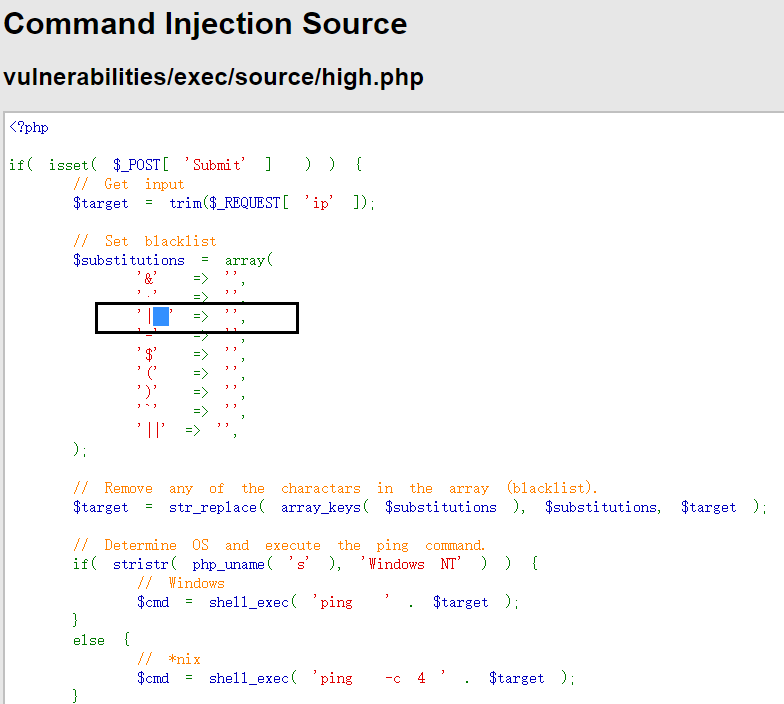 Command Injection Source
vulnerabilities/exec/source/high.php
<?php
if( isset( $_POST[ 'Submit' ] ) ) {
// Get input
$target = trim($_REQUEST[ 'ip' ]);
// Set blacklist
$substitutions = array(
'&' => '',
=> '',
'| ' => '',
'-' => '',
'$' => '',
'(' => '',
')' => '',
'`' => '',
'||' => '',
);
// Remove any of the charactars in the array (blacklist).
$target = str_replace( array_keys( $substitutions ), $substitutions, $target );
// Determine OS and execute the ping command.
if( stristr( php_uname( 's' ), 'Windows NT' ) ) {
// Windows
$cmd = shell_exec( 'ping ' . $target );
}
else {
// *nix
$cmd = shell_exec( 'ping -c 4 ' . $target );
}